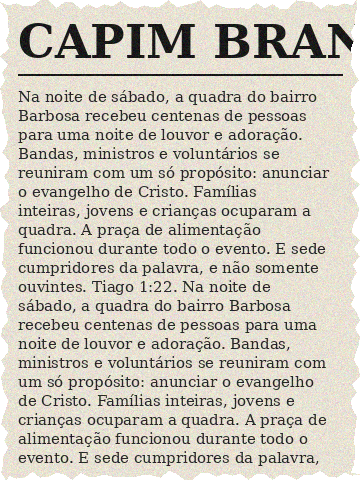 CAPIM BRAN
Na noite de sábado, a quadra do bairro
Barbosa recebeu centenas de pessoas
para uma noite de louvor e adoração.
Bandas, ministros e voluntários se
reuniram com um só propósito: anunciar
o evangelho de Cristo. Famílias
inteiras, jovens e crianças ocuparam a
quadra. A praça de alimentação
funcionou durante todo o evento. E sede
cumpridores da palavra, e não somente
ouvintes. Tiago 1:22. Na noite de
sábado, a quadra do bairro Barbosa
recebeu centenas de pessoas para uma
noite de louvor e adoração. Bandas,
ministros e voluntários se reuniram com
um só propósito: anunciar o evangelho
de Cristo. Famílias inteiras, jovens e
crianças ocuparam a quadra. A praça de
alimentação funcionou durante todo o
evento. E sede cumpridores da palavra,